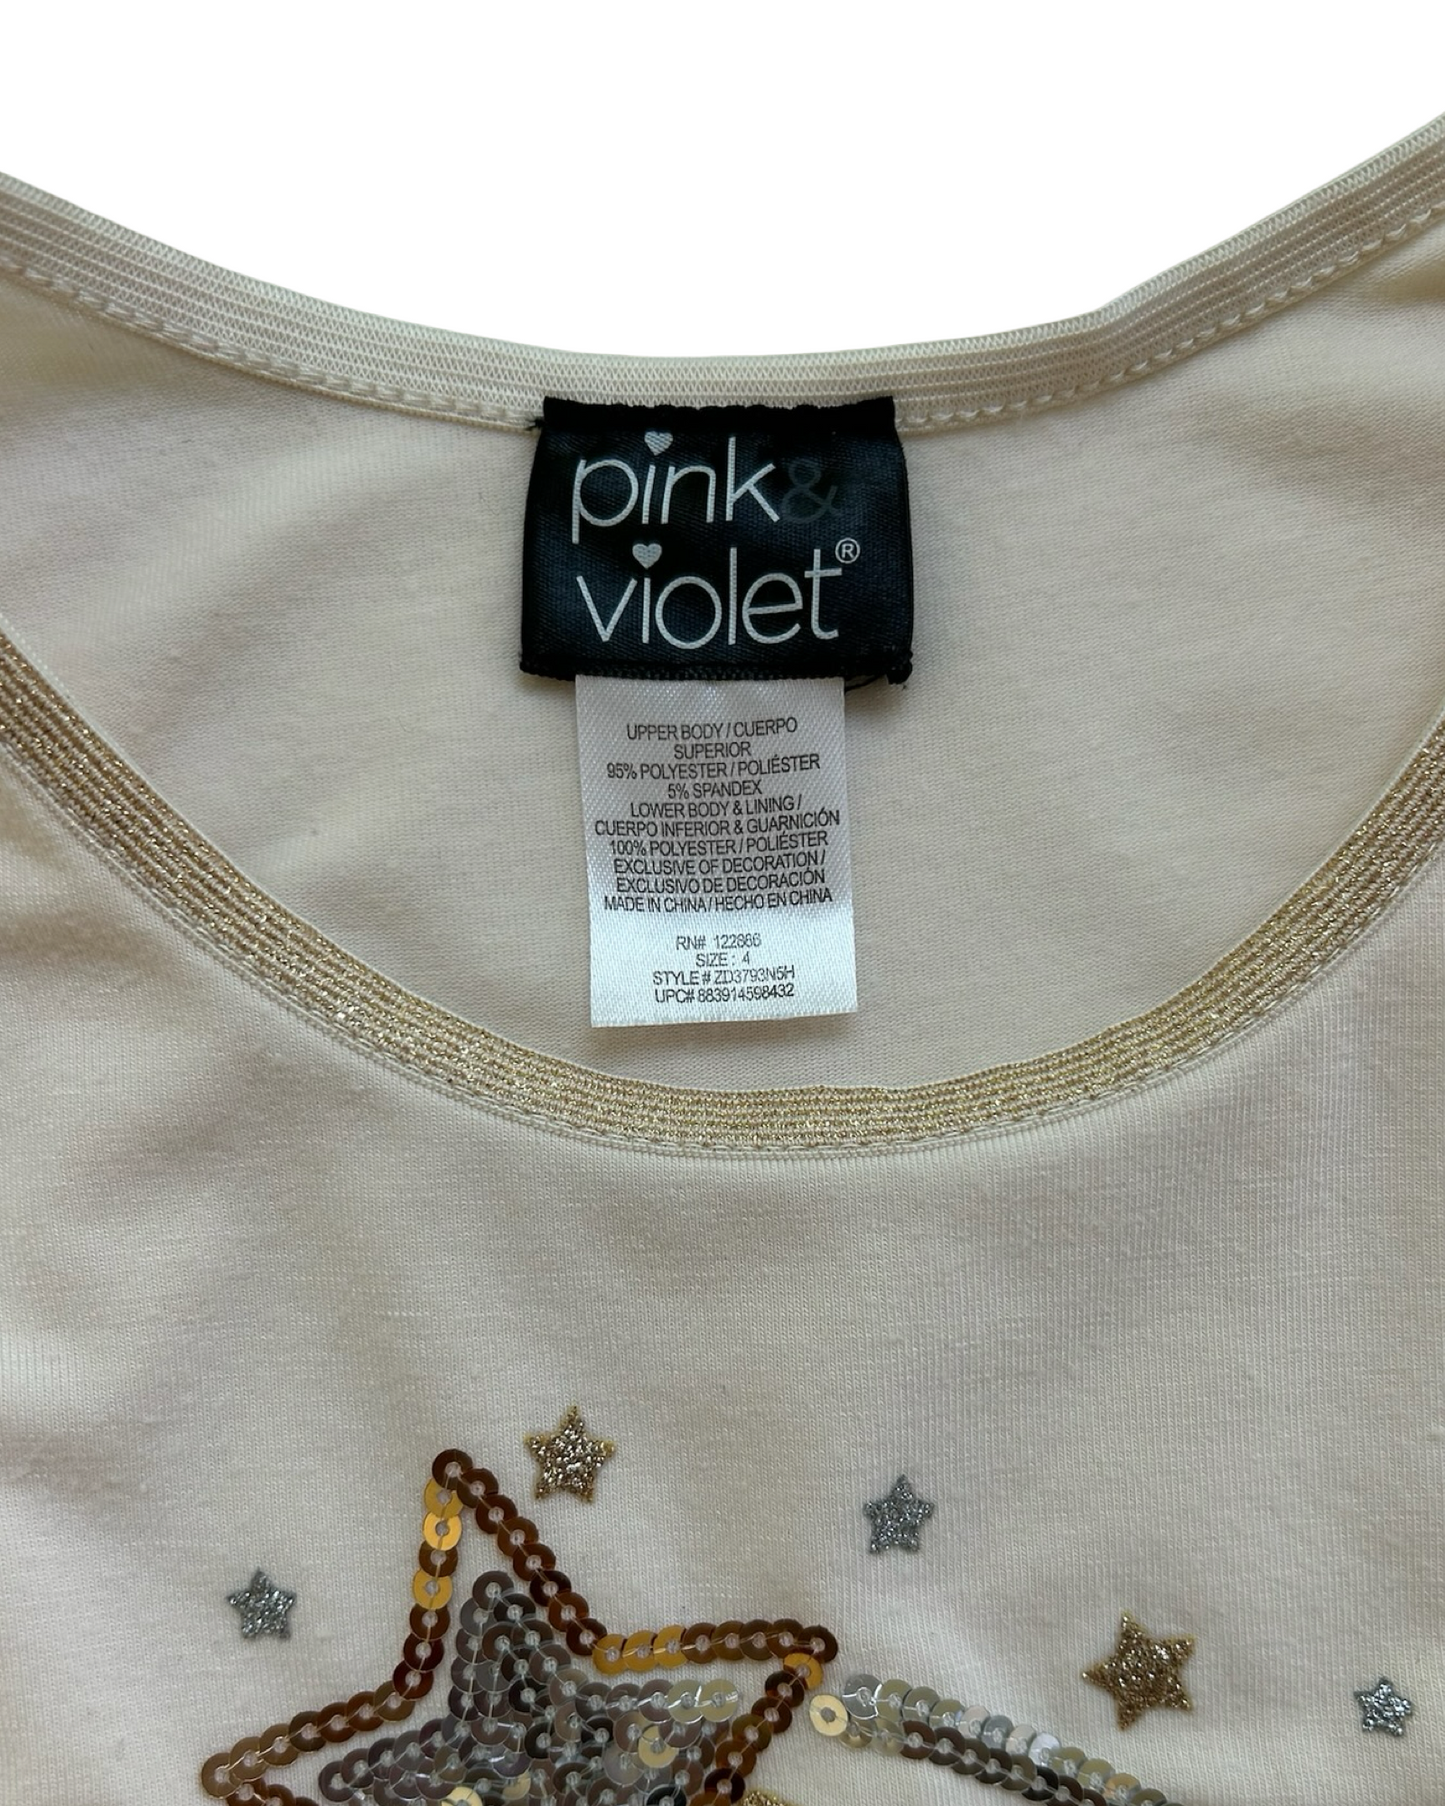 pink&
violet®
UPPER BODY / CUERPO
SUPERIOR
95% POLYESTER / POLIÉSTER
5% SPANDEX
LOWER BODY & LINING /
CUERPO INFERIOR & GUARNICIÓN
100% POLYESTER / POLIÉSTER
EXCLUSIVE OF DECORATION /
EXCLUSIVO DE DECORACIÓN
MADE IN CHINA / HECHO EN CHINA
RN# 122866
SIZE : 4
STYLE # ZD3793N5H
UPC# 883914598432